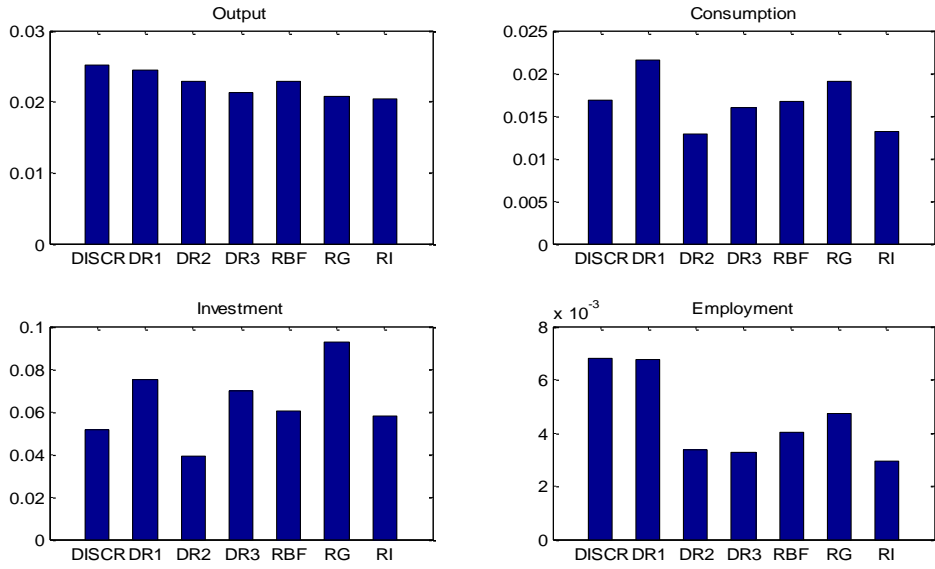 Output
0.03
0.02
0.01
0
DISCR DR1 DR2 DR3 RBF RG RI
Consumption
0.025
0.02
0.015
0.01
0.005
0
DISCR DR1 DR2 DR3 RBF RG RI
Investment
0.1
0.08
0.06
0.04
0.02
0
DISCR DR1 DR2 DR3 RBF RG RI
Employment
x 10⁻³
8
6
4
2
0
DISCR DR1 DR2 DR3 RBF RG RI